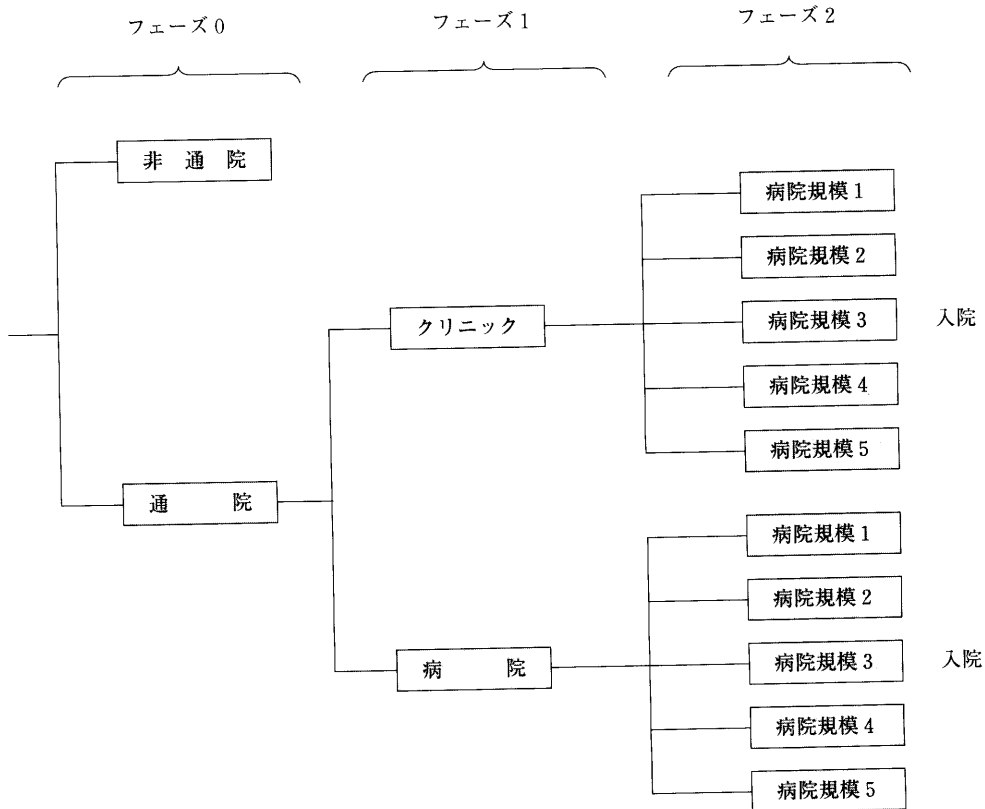 フェーズ0
フェーズ1
フェーズ2
非通院
病院規模1
病院規模2
クリニック
病院規模3
入院
病院規模4
病院規模5
通院
病院規模1
病院規模2
病院
病院規模3
入院
病院規模4
病院規模5